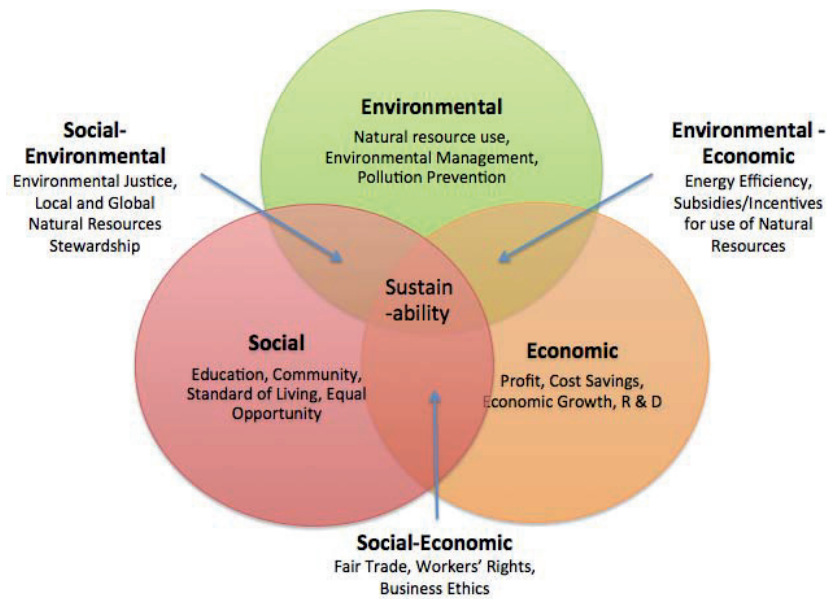 Environmental
Natural resource use,
Environmental Management,
Pollution Prevention
Social-
Environmental
Environmental Justice,
Local and Global
Natural Resources
Stewardship
Environmental -
Economic
Energy Efficiency,
Subsidies/Incentives
for use of Natural
Resources
Sustain
-ability
Social
Education, Community,
Standard of Living, Equal
Opportunity
Economic
Profit, Cost Savings,
Economic Growth, R & D
Social-Economic
Fair Trade, Workers’ Rights,
Business Ethics